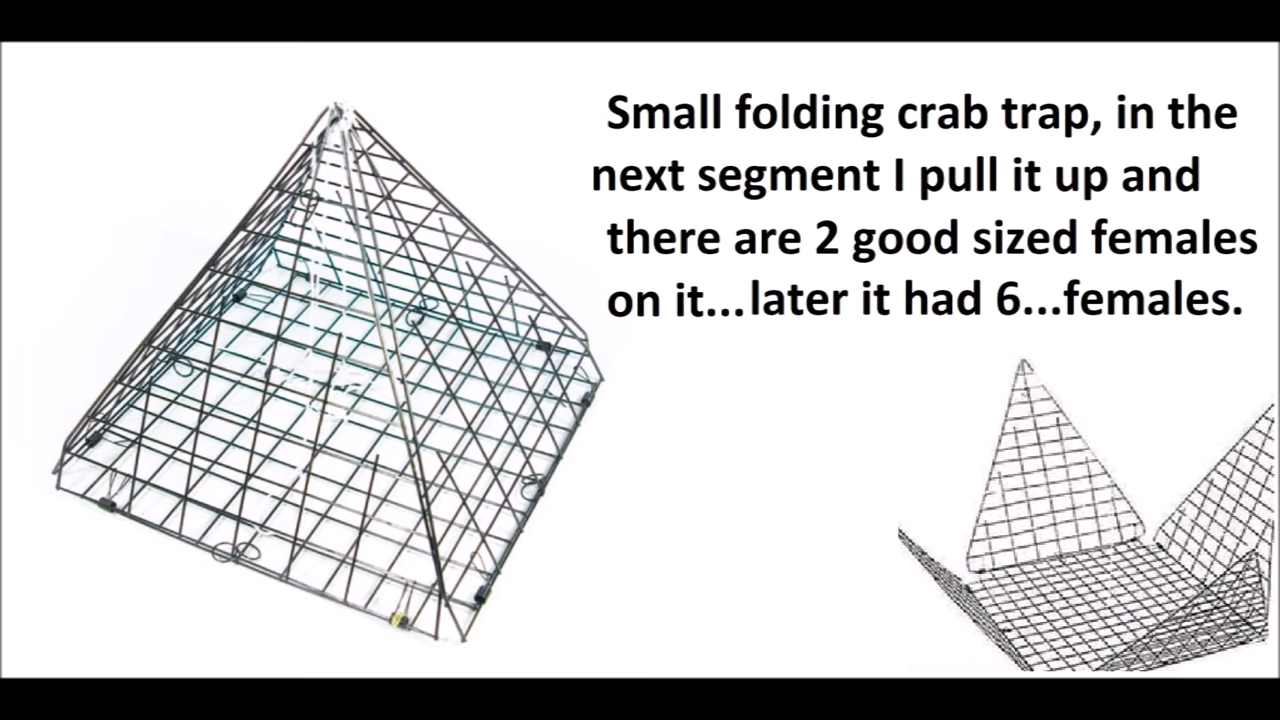 Small folding crab trap, in the
next segment I pull it up and
there are 2 good sized females
on it...later it had 6...females.